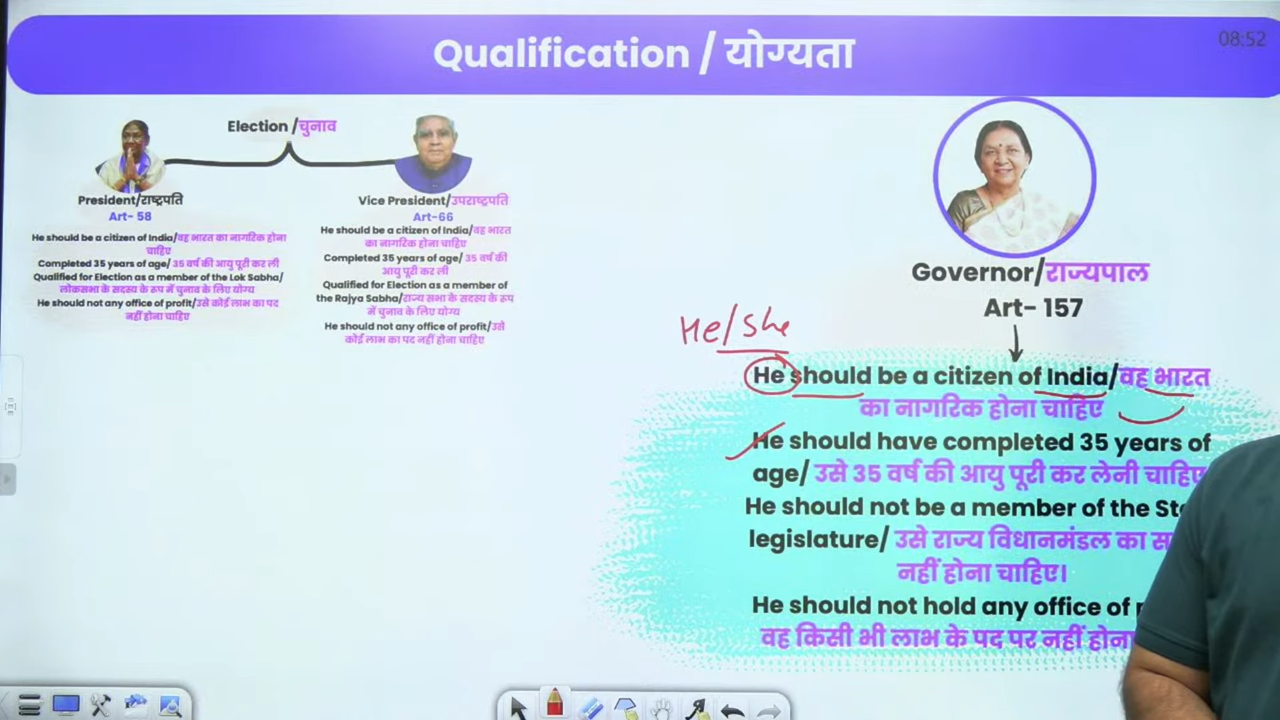 Qualification / योग्यता
08:52
Election /चुनाव
President/राष्ट्रपति
Art- 58
He should be a citizen of India/वह भारत का नागरिक होना
चाहिए
Completed 35 years of age/ 35 वर्ष की आयु पूरी कर ली
Qualified for Election as a member of the Lok Sabha/
लोकसभा के सदस्य के रूप में चुनाव के लिए योग्य
He should not any office of profit/उसे कोई लाभ का पद
नहीं होना चाहिए
Vice President/उपराष्ट्रपति
Art-66
He should be a citizen of India/वह भारत
का नागरिक होना चाहिए
Completed 35 years of age/ 35 वर्ष की
आयु पूरी कर ली
Qualified for Election as a member of
the Rajya Sabha/राज्य सभा के सदस्य के रूप
में चुनाव के लिए योग्य
He should not any office of profit/उसे
कोई लाभ का पद नहीं होना चाहिए
Governor/राज्यपाल
Art- 157
He/She
He should be a citizen of India/वह भारत
का नागरिक होना चाहिए
He should have completed 35 years of
age/ उसे 35 वर्ष की आयु पूरी कर लेनी चाहिए
He should not be a member of the
legislature/ उसे राज्य विधानमंडल का
नहीं होना चाहिए।
He should not hold any office of
वह किसी भी लाभ के पद पर नहीं होना